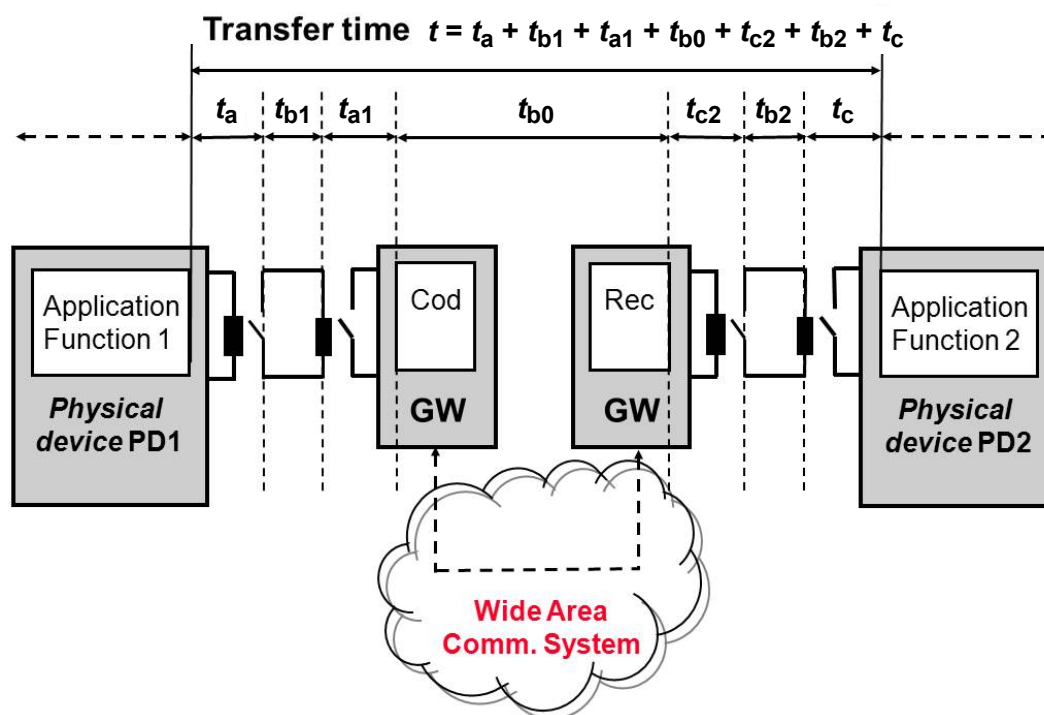 Transfer time t = ta + tb1 + ta1 + tb0 + tc2 + tb2 + tc
ta tb1 ta1 tb0 tc2 tb2 tc
Application
Function 1
Physical
device PD1
Cod
GW
Rec
GW
Application
Function 2
Physical
device PD2
Wide Area
Comm. System